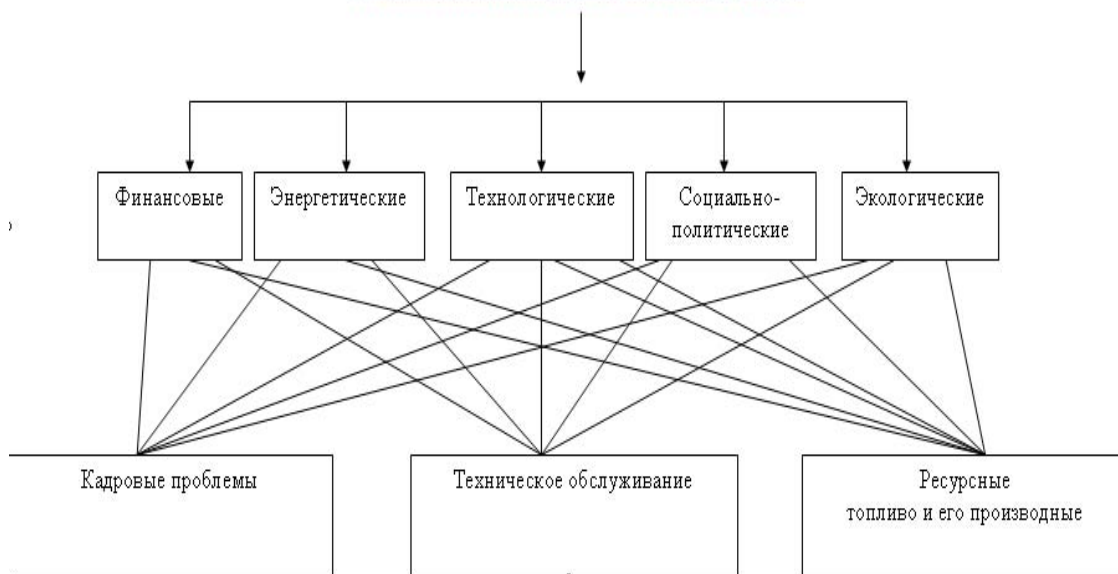 Финансовые
Энергетические
Технологические
Социально-
политические
Экологические
Кадровые проблемы
Техническое обслуживание
Ресурсные
топливо и его производные